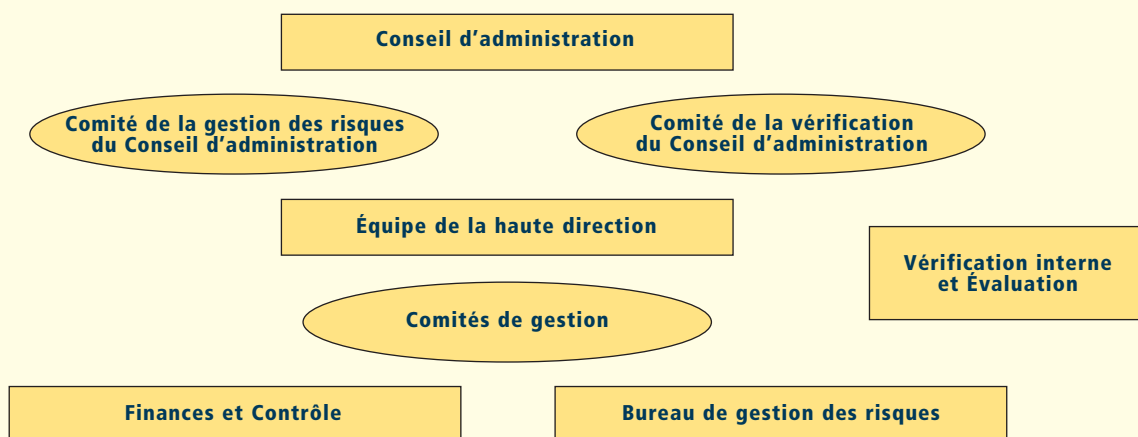 Conseil d’administration
Comité de la gestion des risques
du Conseil d’administration
Comité de la vérification
du Conseil d’administration
Équipe de la haute direction
Vérification interne
et Évaluation
Comités de gestion
Finances et Contrôle
Bureau de gestion des risques